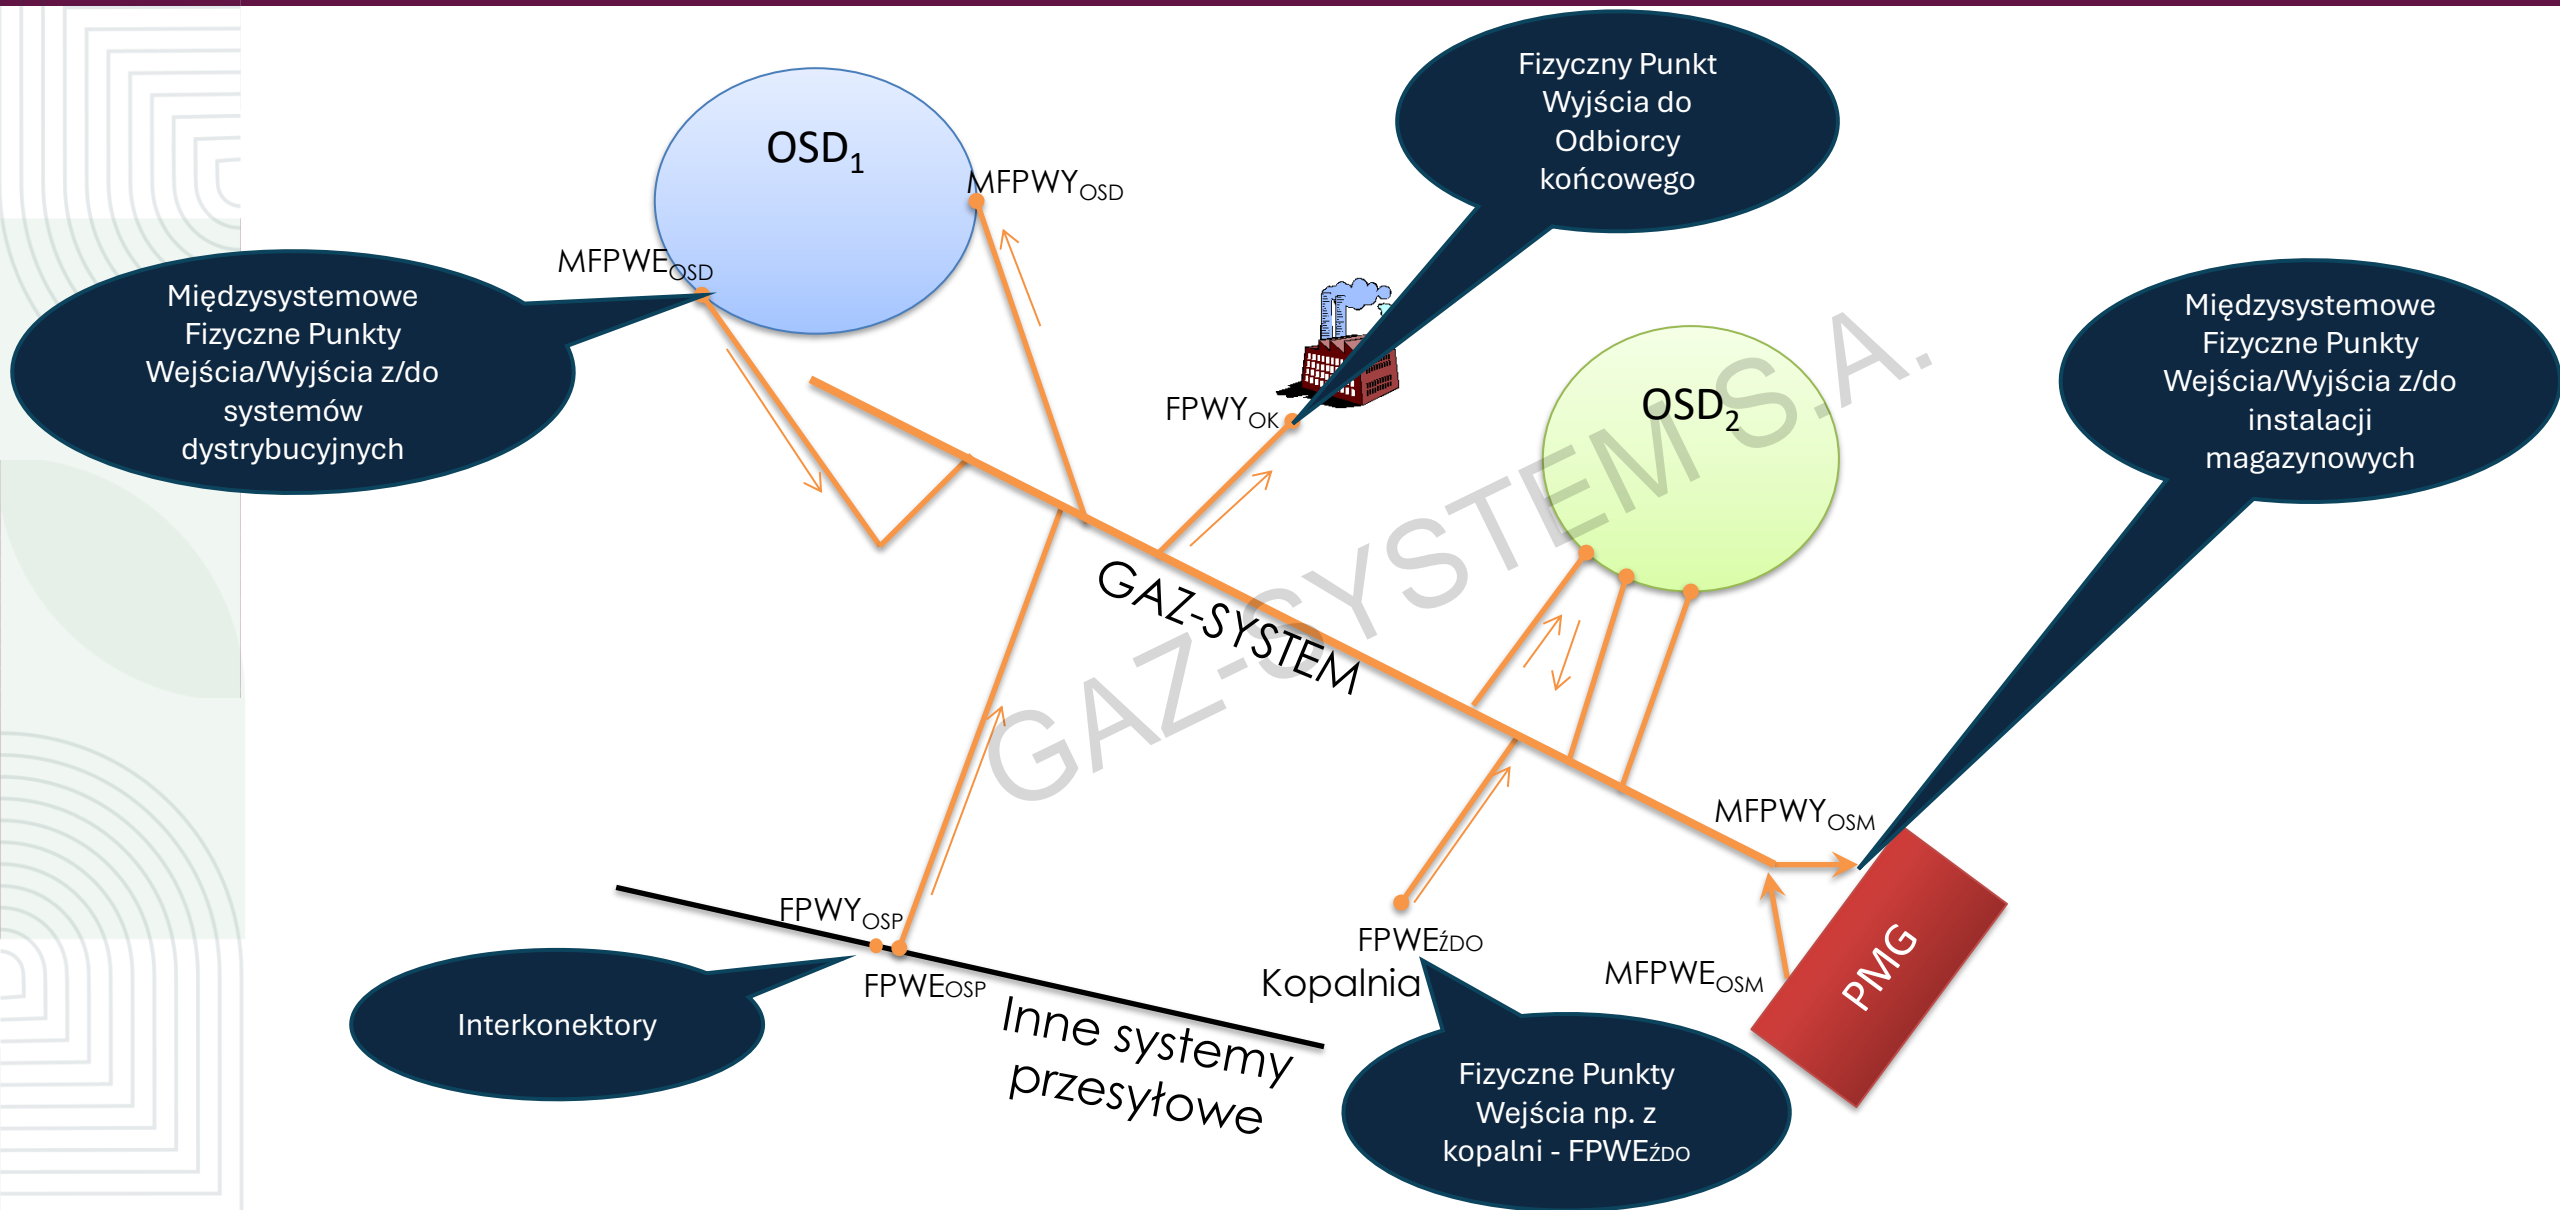 Fizyczny Punkt
Wyjścia do
Odbiorcy
końcowego
OSD1
MFPWYOSD
MFPWEOSD
Międzysystemowe
Fizyczne Punkty
Wejścia/Wyjścia z/do
systemów
dystrybucyjnych
Międzysystemowe
Fizyczne Punkty
Wejścia/Wyjścia z/do
instalacji
magazynowych
FPWYOK
OSD2
GAZ-SYSTEM
GAZ-SYSTEM S.A.
MFPWYOSM
FPWYOSP
FPWEOSP
FPWEŹDO
Kopalnia
MFPWEOSM
PMG
Interkonektory
Inne systemy
przesyłowe
Fizyczne Punkty
Wejścia np. z
kopalni - FPWEŹDO